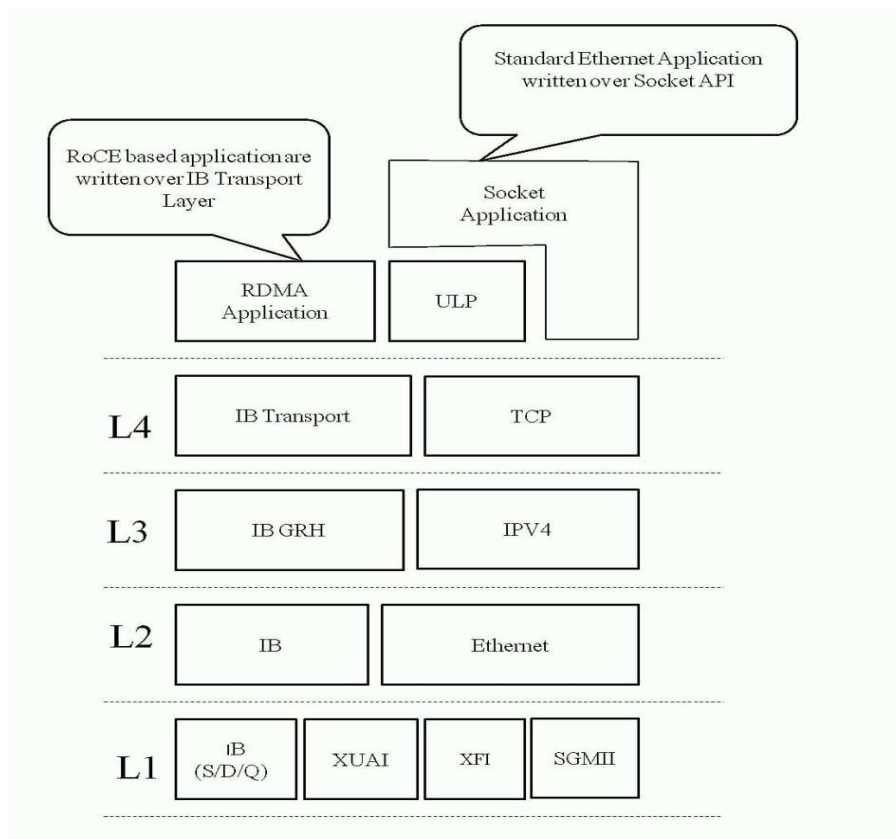 Standard Ethernet Application
written over Socket API
RoCE based application are
written over IB Transport
Layer
Socket
Application
RDMA
Application
ULP
L4
IB Transport
TCP
L3
IB GRH
IPV4
L2
IB
Ethernet
L1
iB
(S/D/Q)
XUAI
XFI
SGMII